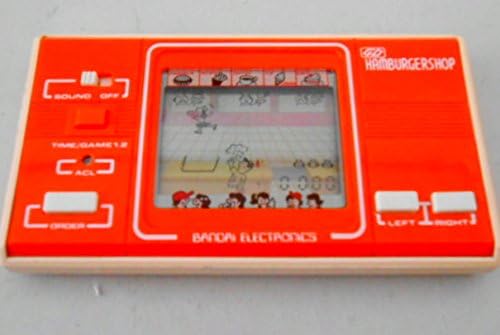 HAMBURGERSHOP
SOUND OFF
TIME/GAME 1.2
ACL
ORDER
LEFT RIGHT
BANDAI ELECTRONICS